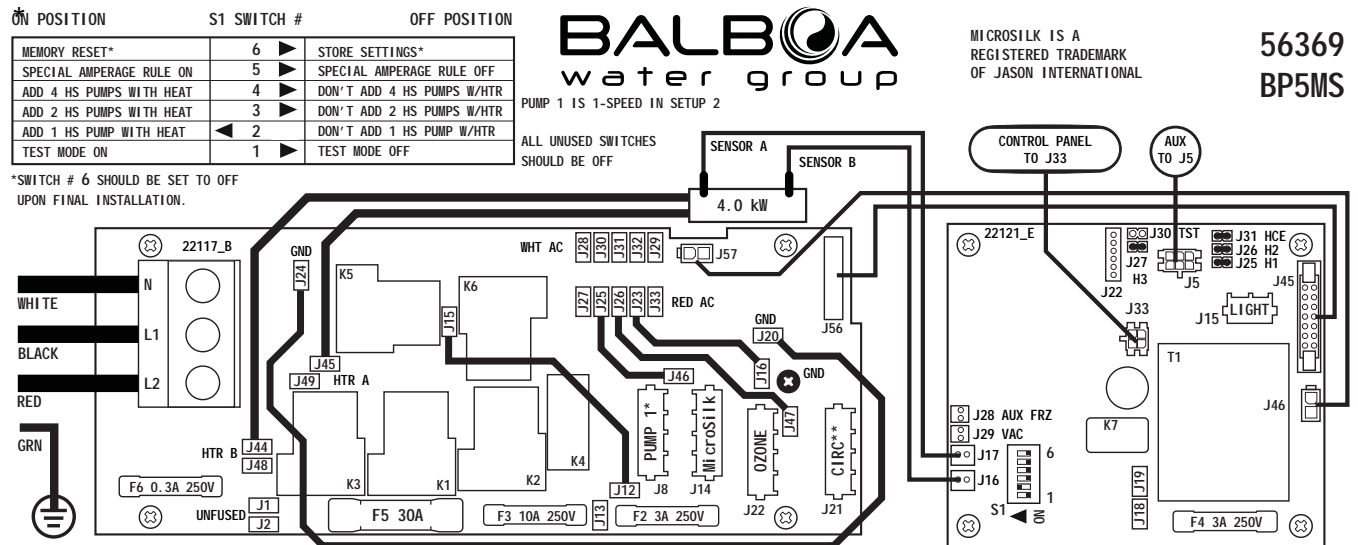 *
ON POSITION S1 SWITCH # OFF POSITION
MEMORY RESET* 6 ▶ STORE SETTINGS*
SPECIAL AMPERAGE RULE ON 5 ▶ SPECIAL AMPERAGE RULE OFF
ADD 4 HS PUMPS WITH HEAT 4 ▶ DON'T ADD 4 HS PUMPS W/HTR
ADD 2 HS PUMPS WITH HEAT 3 ▶ DON'T ADD 2 HS PUMPS W/HTR
ADD 1 HS PUMP WITH HEAT ◀ 2 DON'T ADD 1 HS PUMP W/HTR
TEST MODE ON 1 ▶ TEST MODE OFF
*SWITCH # 6 SHOULD BE SET TO OFF
UPON FINAL INSTALLATION.
BALBOA
water group
PUMP 1 IS 1-SPEED IN SETUP 2
ALL UNUSED SWITCHES
SHOULD BE OFF
MICROSILK IS A
REGISTERED TRADEMARK
OF JASON INTERNATIONAL
56369
BP5MS
SENSOR A
SENSOR B
4.0 kW
CONTROL PANEL
TO J33
AUX
TO J5
22117_B
N
L1
L2
WHITE
BLACK
RED
GRN
GND
J24
K5
K6
J15
J45
J49
HTR A
J44
HTR B
J48
WHT AC
J28
J30
J31
J32
J29
J57
J27
J25
J26
J23
J33
RED AC
J56
GND
J20
J16
GND
J46
J47
PUMP 1*
J8
MicroSilk
J14
OZONE
J22
CIRC**
J21
K3
K1
K2
K4
J12
J13
F6 0.3A 250V
UNFUSED
J1
J2
F5 30A
F3 10A 250V
F2 3A 250V
22121_E
J30 TST
J27
H3
J22
J5
J31 HCE
J26 H2
J25 H1
J45
J33
J15
LIGHT
T1
J46
K7
J28 AUX FRZ
J29 VAC
J17
J16
6
1
S1
ON
J19
J18
F4 3A 250V